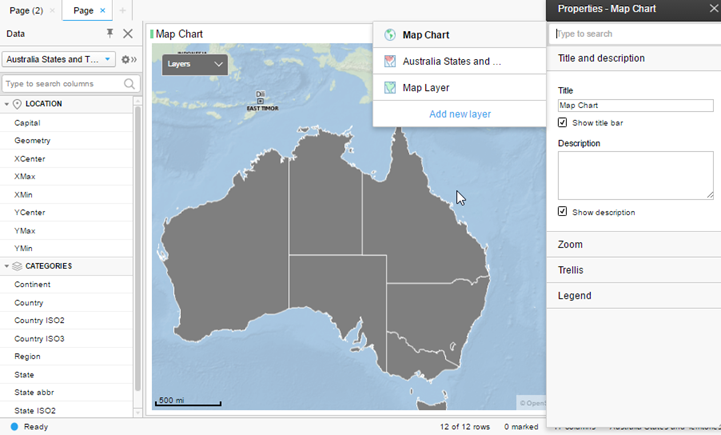 Page (2)
Page
Data
Australia States and T...
Type to search columns
LOCATION
Capital
Geometry
XCenter
XMax
XMin
YCenter
YMax
YMin
CATEGORIES
Continent
Country
Country ISO2
Country ISO3
Region
State
State abbr
State ISO2
Map Chart
Layers
Dili
EAST TIMOR
500 mi
Map Chart
Australia States and ...
Map Layer
Add new layer
Properties - Map Chart
Type to search
Title and description
Title
Map Chart
Show title bar
Description
Show description
Zoom
Trellis
Legend
Ready
12 of 12 rows
0 marked
columns